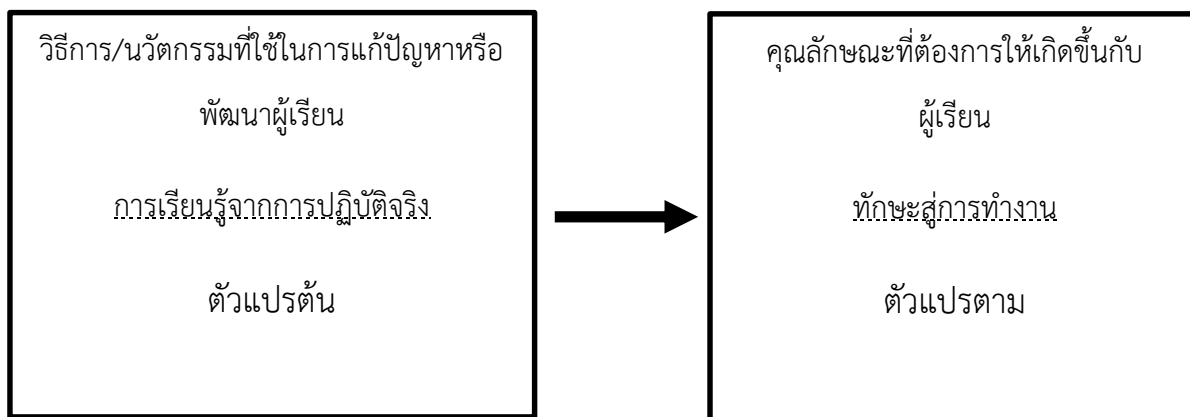 วิธีการ/นวัตกรรมที่ใช้ในการแก้ปัญหาหรือ
พัฒนาผู้เรียน
การเรียนรู้จากการปฏิบัติจริง
ตัวแปรต้น
คุณลักษณะที่ต้องการให้เกิดขึ้นกับ
ผู้เรียน
ทักษะสู่การทำงาน
ตัวแปรตาม